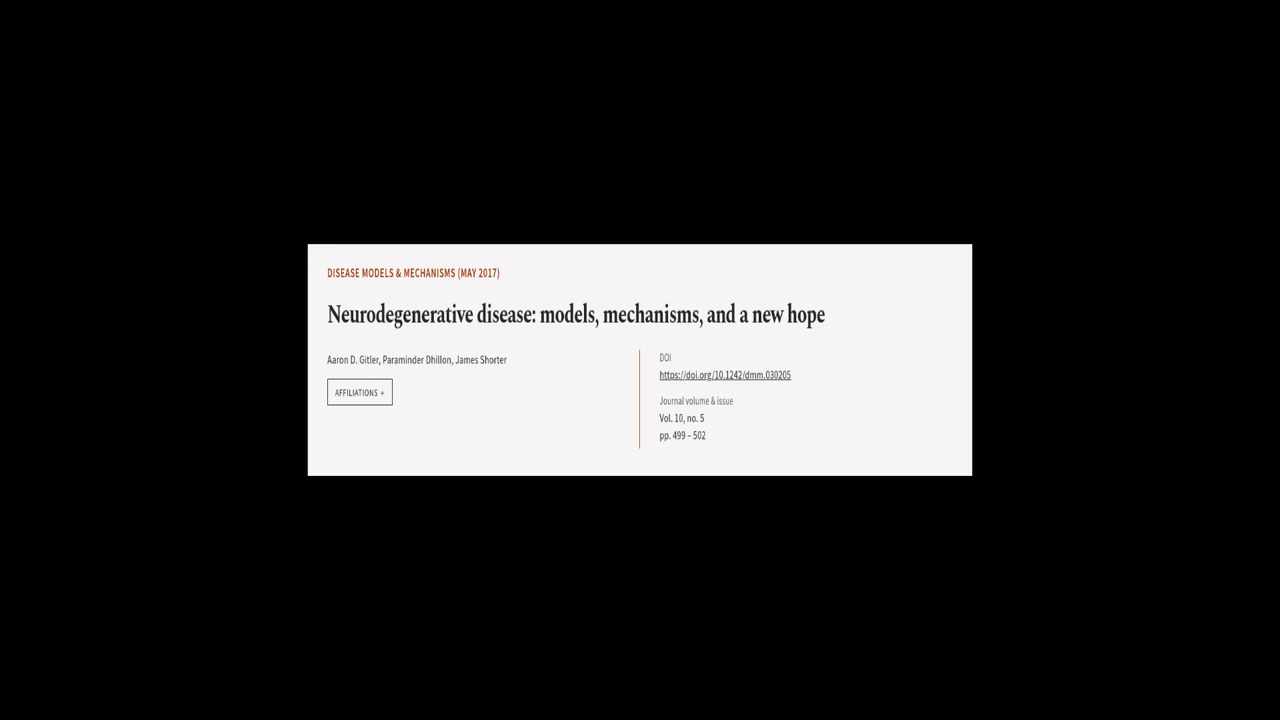 DISEASE MODELS & MECHANISMS (MAY 2017)
Neurodegenerative disease: models, mechanisms, and a new hope
Aaron D. Gitler, Paraminder Dhillon, James Shorter
AFFILIATIONS +
DOI
https://doi.org/10.1242/dmm.030205
Journal volume & issue
Vol. 10, no. 5
pp. 499 – 502